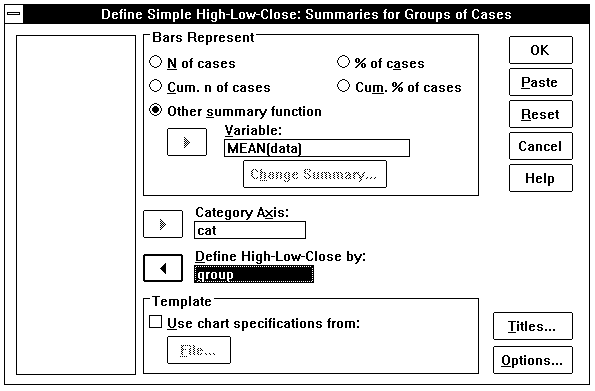 Define Simple High-Low-Close: Summaries for Groups of Cases
Bars Represent
N of cases
% of cases
Cum. n of cases
Cum. % of cases
Other summary function
Variable:
MEAN(data)
Change Summary...
Category Axis:
cat
Define High-Low-Close by:
group
Template
Use chart specifications from:
File...
OK
Paste
Reset
Cancel
Help
Titles...
Options...